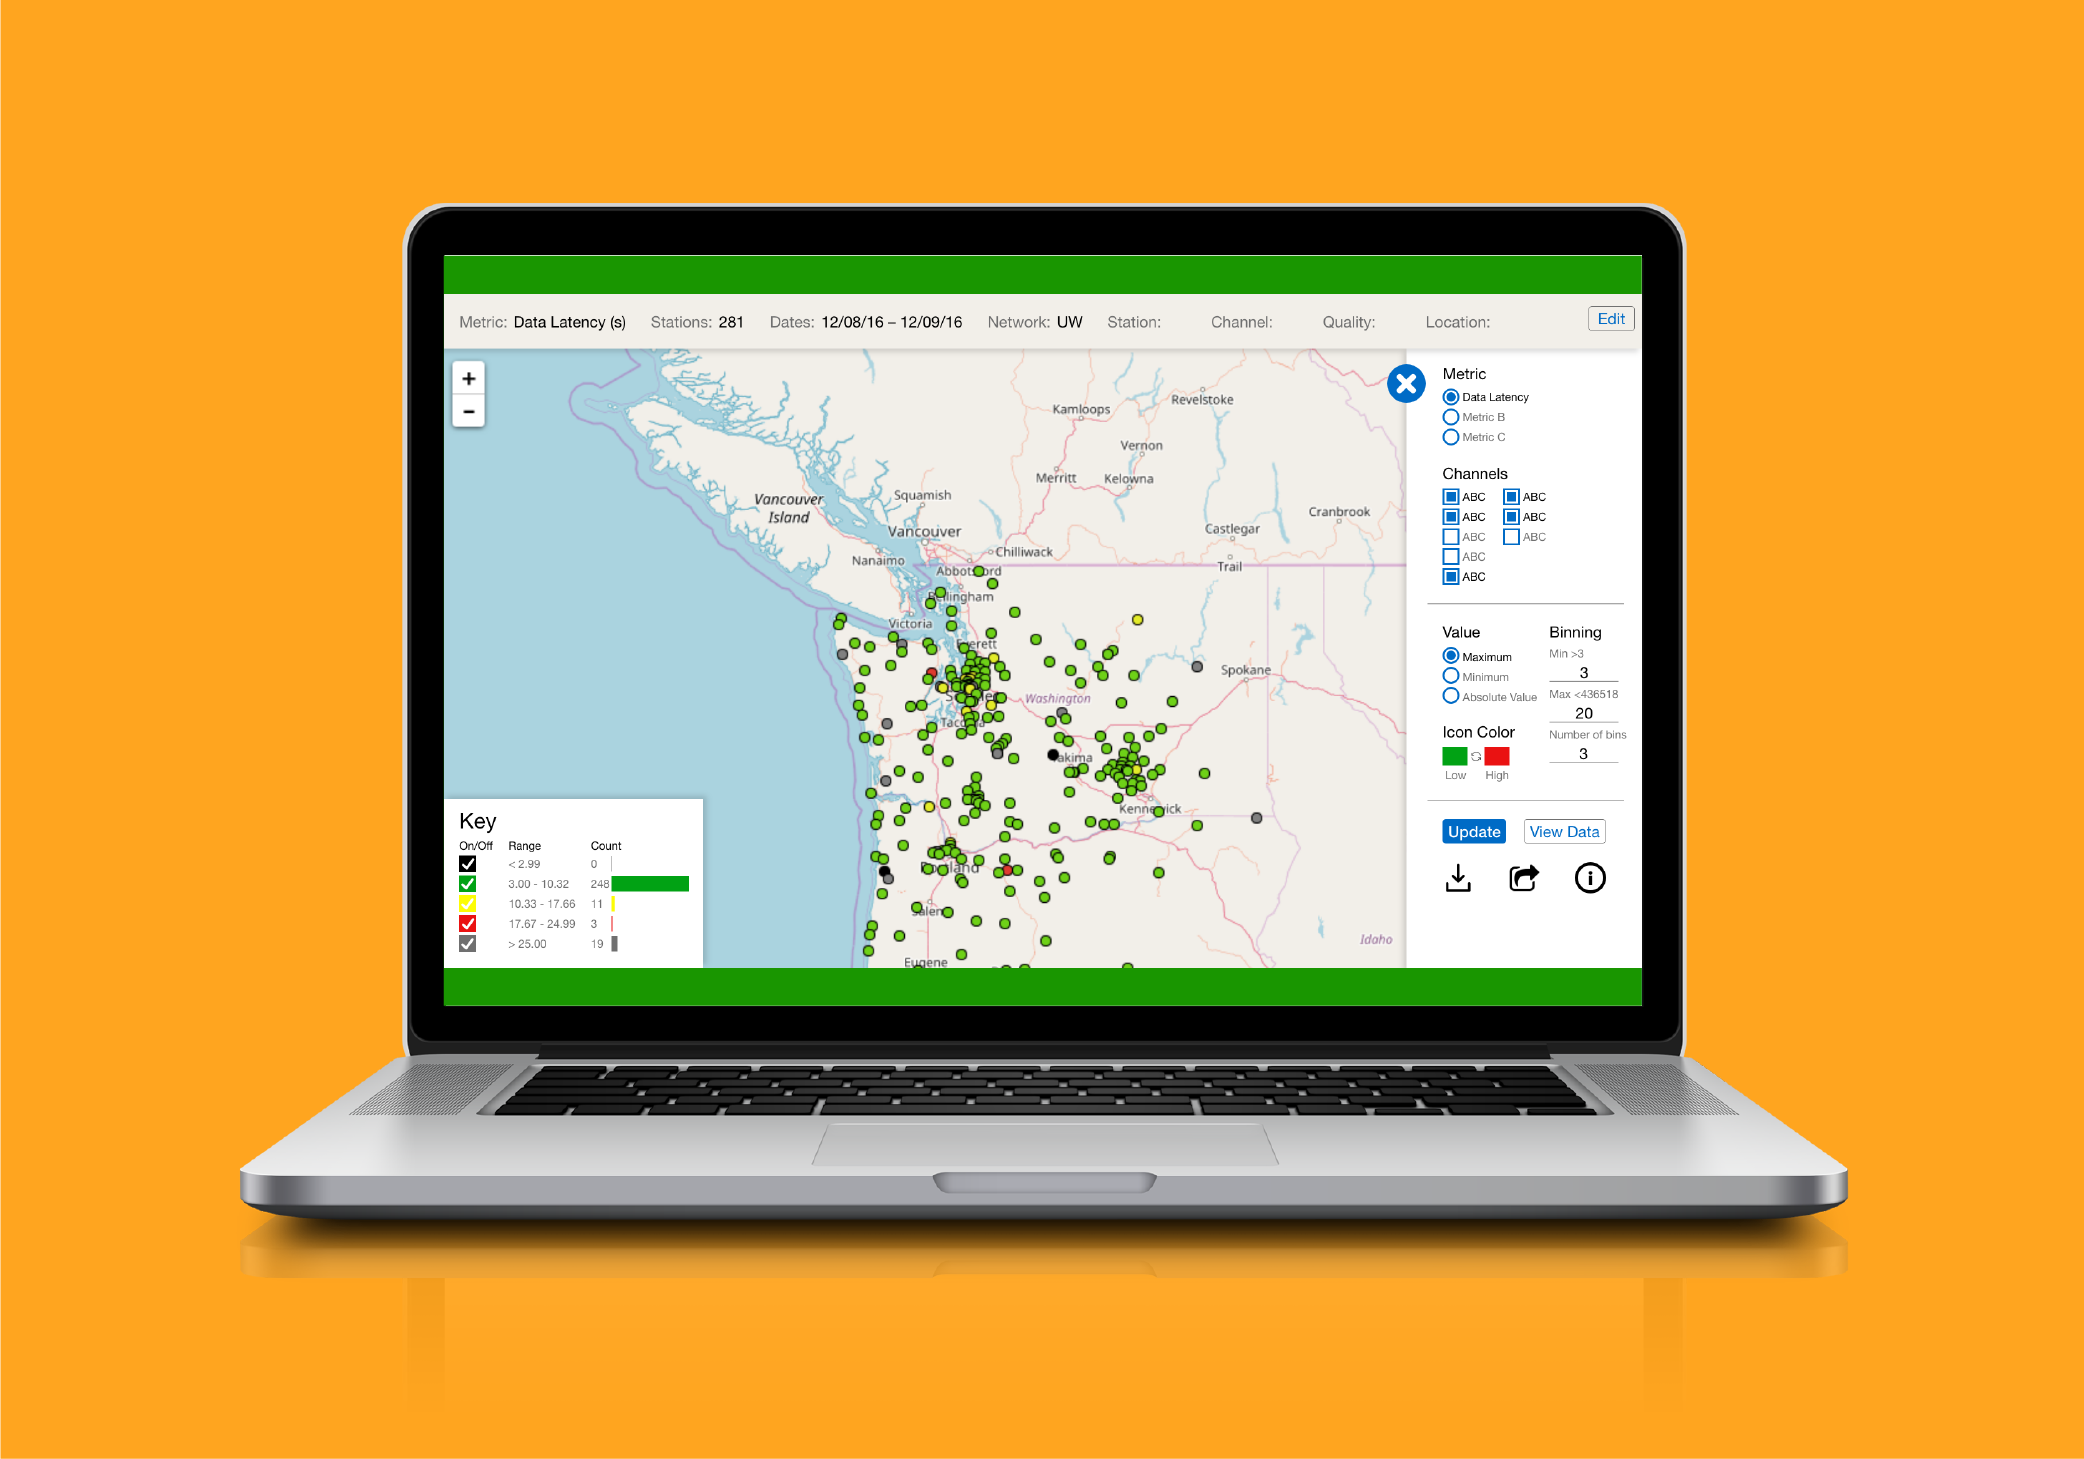 Metric: Data Latency (s) Stations: 281 Dates: 12/08/16 – 12/09/16 Network: UW Station: Channel: Quality: Location: Edit
+
−
Revelstoke
Kamloops
Vernon
Merritt Kelowna
Squamish
Vancouver
Island
Cranbrook
Castlegar
Vancouver
Chilliwack
Nanaimo
Abbotsford
Trail
Bellingham
Victoria
Everett
Spokane
Washington
Seattle
Tacoma
Yakima
Kennewick
Portland
Salem
Idaho
Eugene
Metric
Data Latency
Metric B
Metric C
Channels
ABC ABC
ABC ABC
ABC ABC
ABC
ABC
Value
Maximum
Minimum
Absolute Value
Binning
Min >3
3
Max <436518
20
Number of bins
3
Icon Color
Low High
Update View Data
Key
On/Off Range Count
< 2.99 0
3.00 - 10.32 248
10.33 - 17.66 11
17.67 - 24.99 3
> 25.00 19